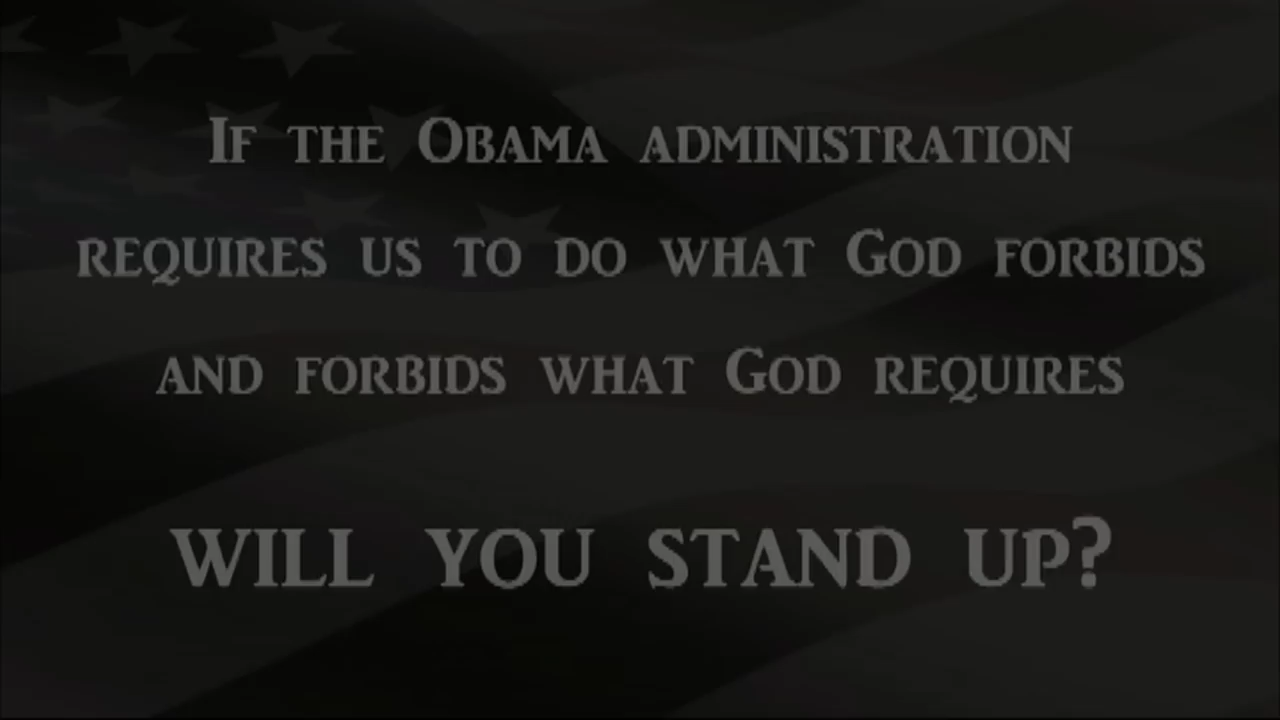 If the Obama administration
requires us to do what God forbids
and forbids what God requires
will you stand up?